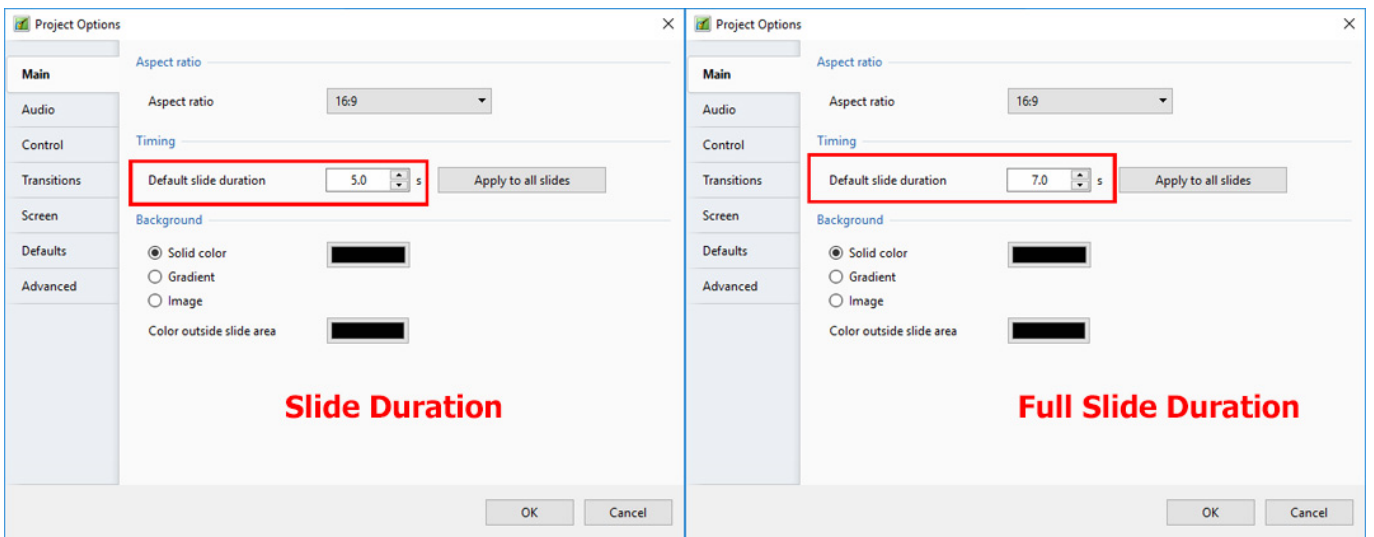 Project Options
Main
Audio
Control
Transitions
Screen
Defaults
Advanced
Aspect ratio
Aspect ratio 16:9
Timing
Default slide duration 5.0 s Apply to all slides
Background
Solid color
Gradient
Image
Color outside slide area
Slide Duration
OK Cancel
Project Options
Main
Audio
Control
Transitions
Screen
Defaults
Advanced
Aspect ratio
Aspect ratio 16:9
Timing
Default slide duration 7.0 s Apply to all slides
Background
Solid color
Gradient
Image
Color outside slide area
Full Slide Duration
OK Cancel